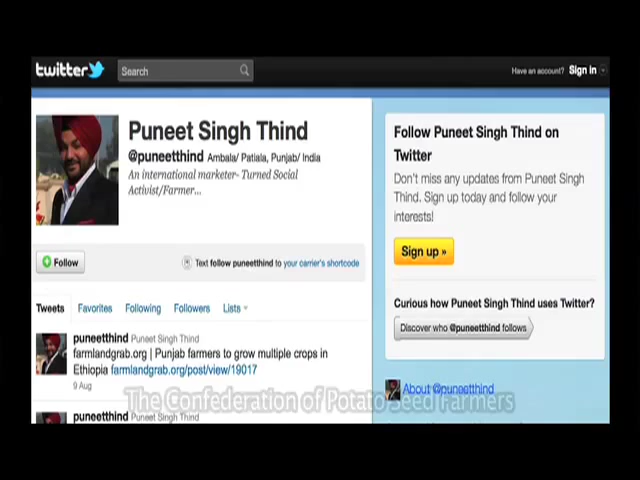 twitter
Search
Have an account? Sign in
Puneet Singh Thind
@puneetthind Ambala/ Patiala, Punjab/ India
An international marketer- Turned Social
Activist/Farmer...
Follow
Text follow puneetthind to your carrier's shortcode
Tweets Favorites Following Followers Lists
puneetthind Puneet Singh Thind
farmlandgrab.org | Punjab farmers to grow multiple crops in
Ethiopia farmlandgrab.org/post/view/19017
9 Aug
puneetthind Puneet Singh Thind
Follow Puneet Singh Thind on
Twitter
Don't miss any updates from Puneet Singh
Thind. Sign up today and follow your
interests!
Sign up »
Curious how Puneet Singh Thind uses Twitter?
Discover who @puneetthind follows
About @puneetthind
The Confederation of Potato Seed Farmers